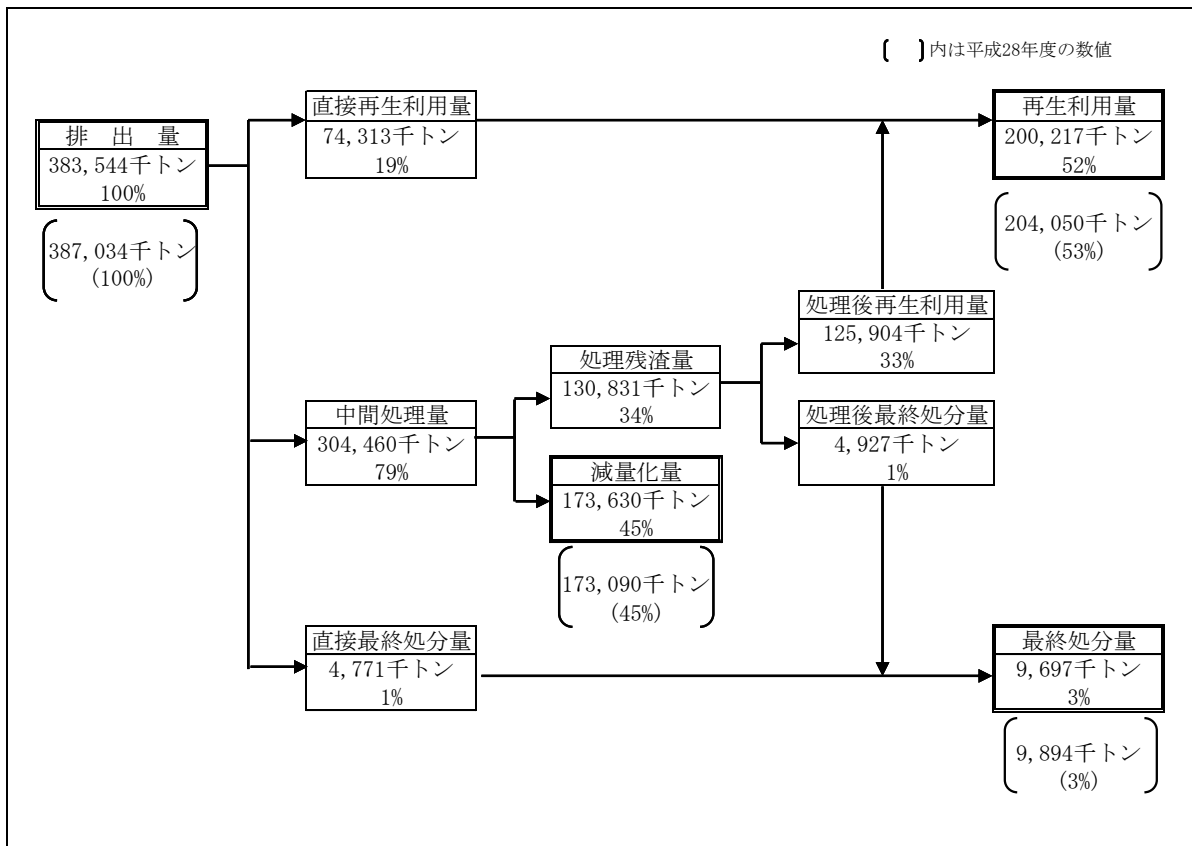 〔　〕内は平成28年度の数値
排 出 量
383,544千トン
100%
387,034千トン
(100%)
直接再生利用量
74,313千トン
19%
中間処理量
304,460千トン
79%
直接最終処分量
4,771千トン
1%
処理残渣量
130,831千トン
34%
減量化量
173,630千トン
45%
173,090千トン
(45%)
処理後再生利用量
125,904千トン
33%
処理後最終処分量
4,927千トン
1%
再生利用量
200,217千トン
52%
204,050千トン
(53%)
最終処分量
9,697千トン
3%
9,894千トン
(3%)